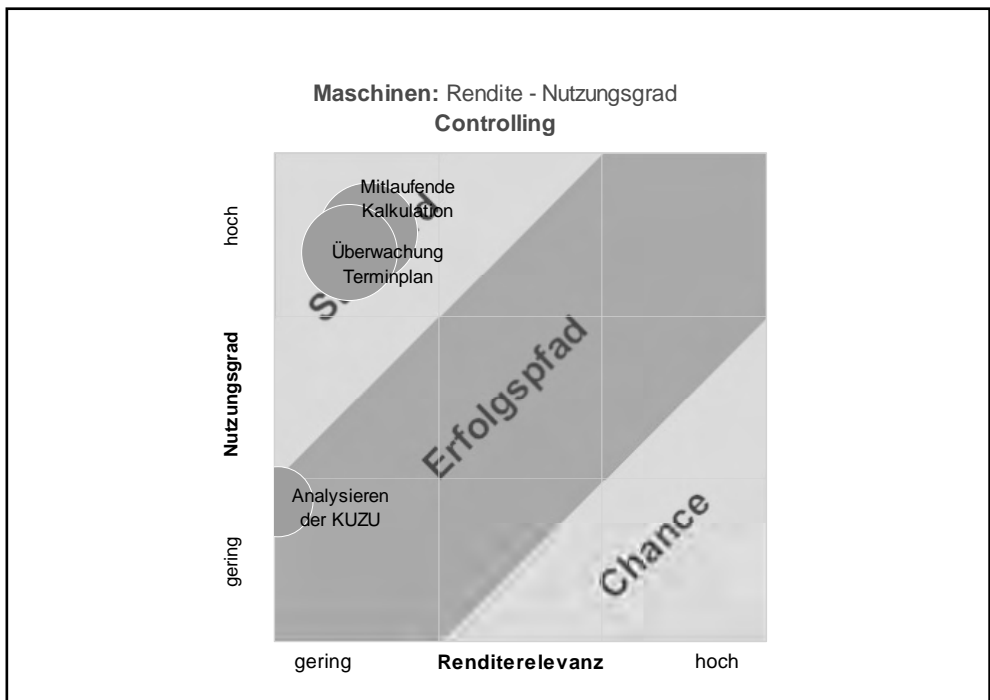 Maschinen: Rendite - Nutzungsgrad
Controlling
hoch
Mitlaufende
Kalkulation
Überwachung
Terminplan
Nutzungsgrad
Erfolgspfad
Analysieren
der KUZU
Chance
gering
gering
Renditerelevanz
hoch